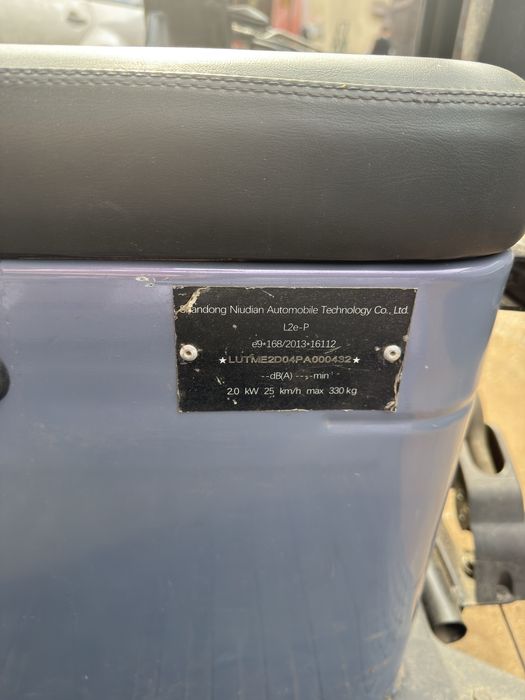 Shandong Niudian Automobile Technology Co., Ltd.
L2e-P
e9*168/2013*16112
★LUTME2D04PA000432★
--dB(A) --,-min
2.0 kW 25 km/h max 330 kg